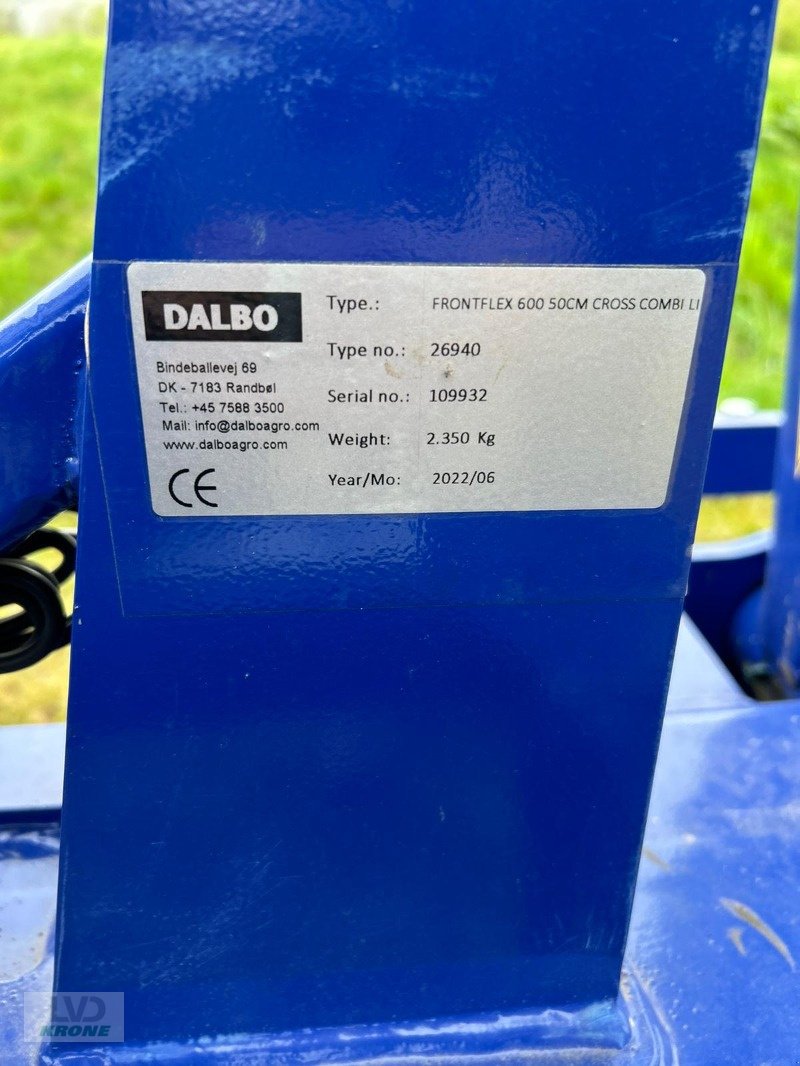 DALBO
Bindeballevej 69
DK - 7183 Randbøl
Tel.: +45 7588 3500
Mail: info@dalboagro.com
www.dalboagro.com
CE
Type.: FRONTFLEX 600 50CM CROSS COMBI LI
Type no.: 26940
Serial no.: 109932
Weight: 2.350 Kg
Year/Mo: 2022/06
LVD
KRONE